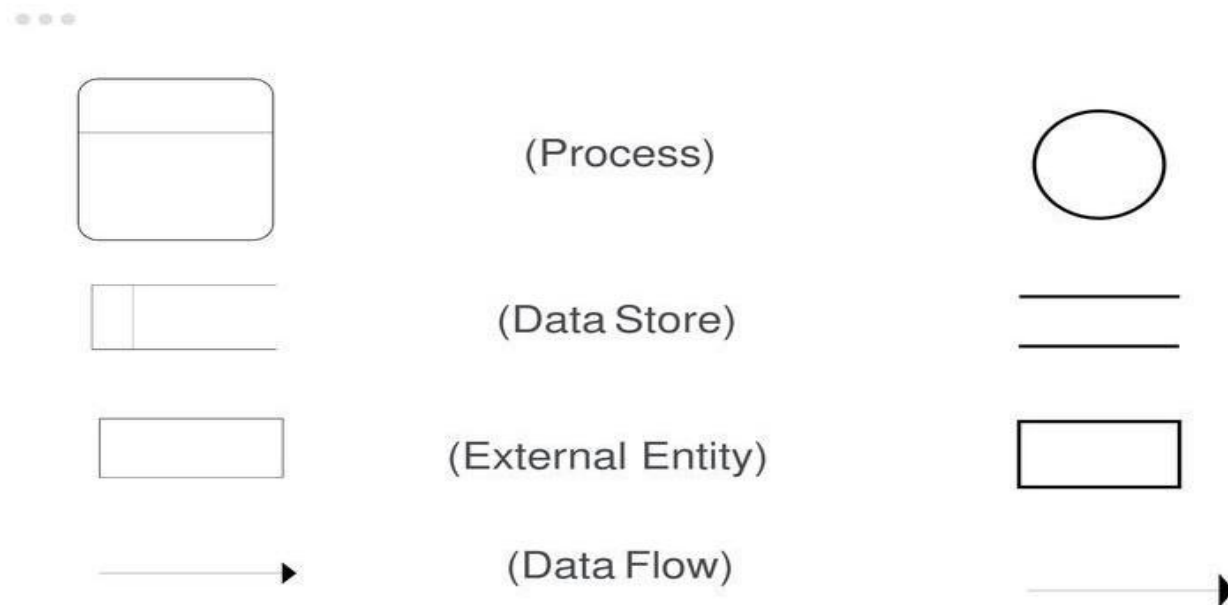 (Process)
(Data Store)
(External Entity)
(Data Flow)